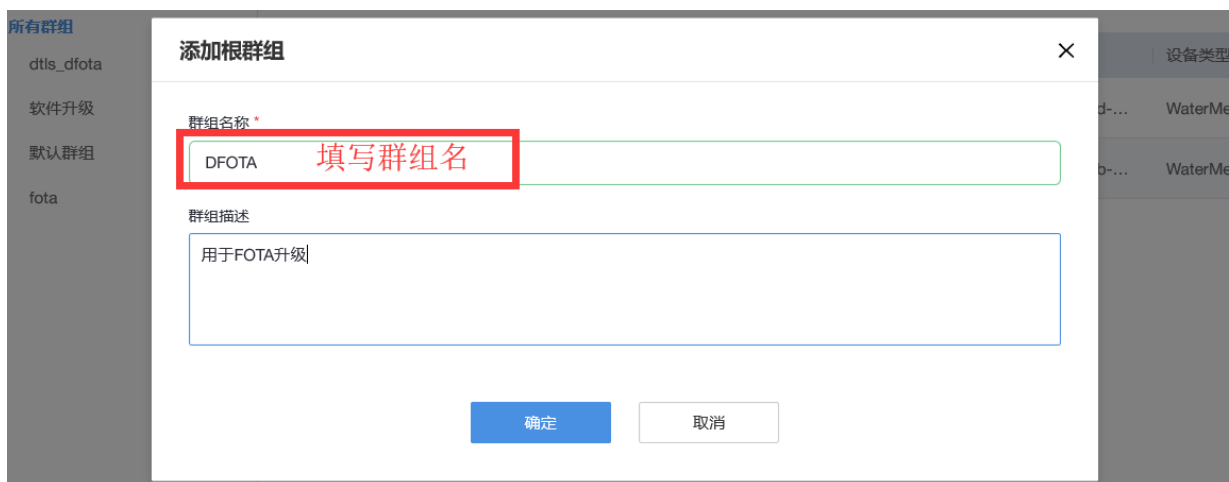 所有群组
dtls_dfota
软件升级
默认群组
fota
添加根群组
设备类型
群组名称 *
DFOTA 填写群组名
d-... WaterMe
b-... WaterMe
群组描述
用于FOTA升级
确定 取消